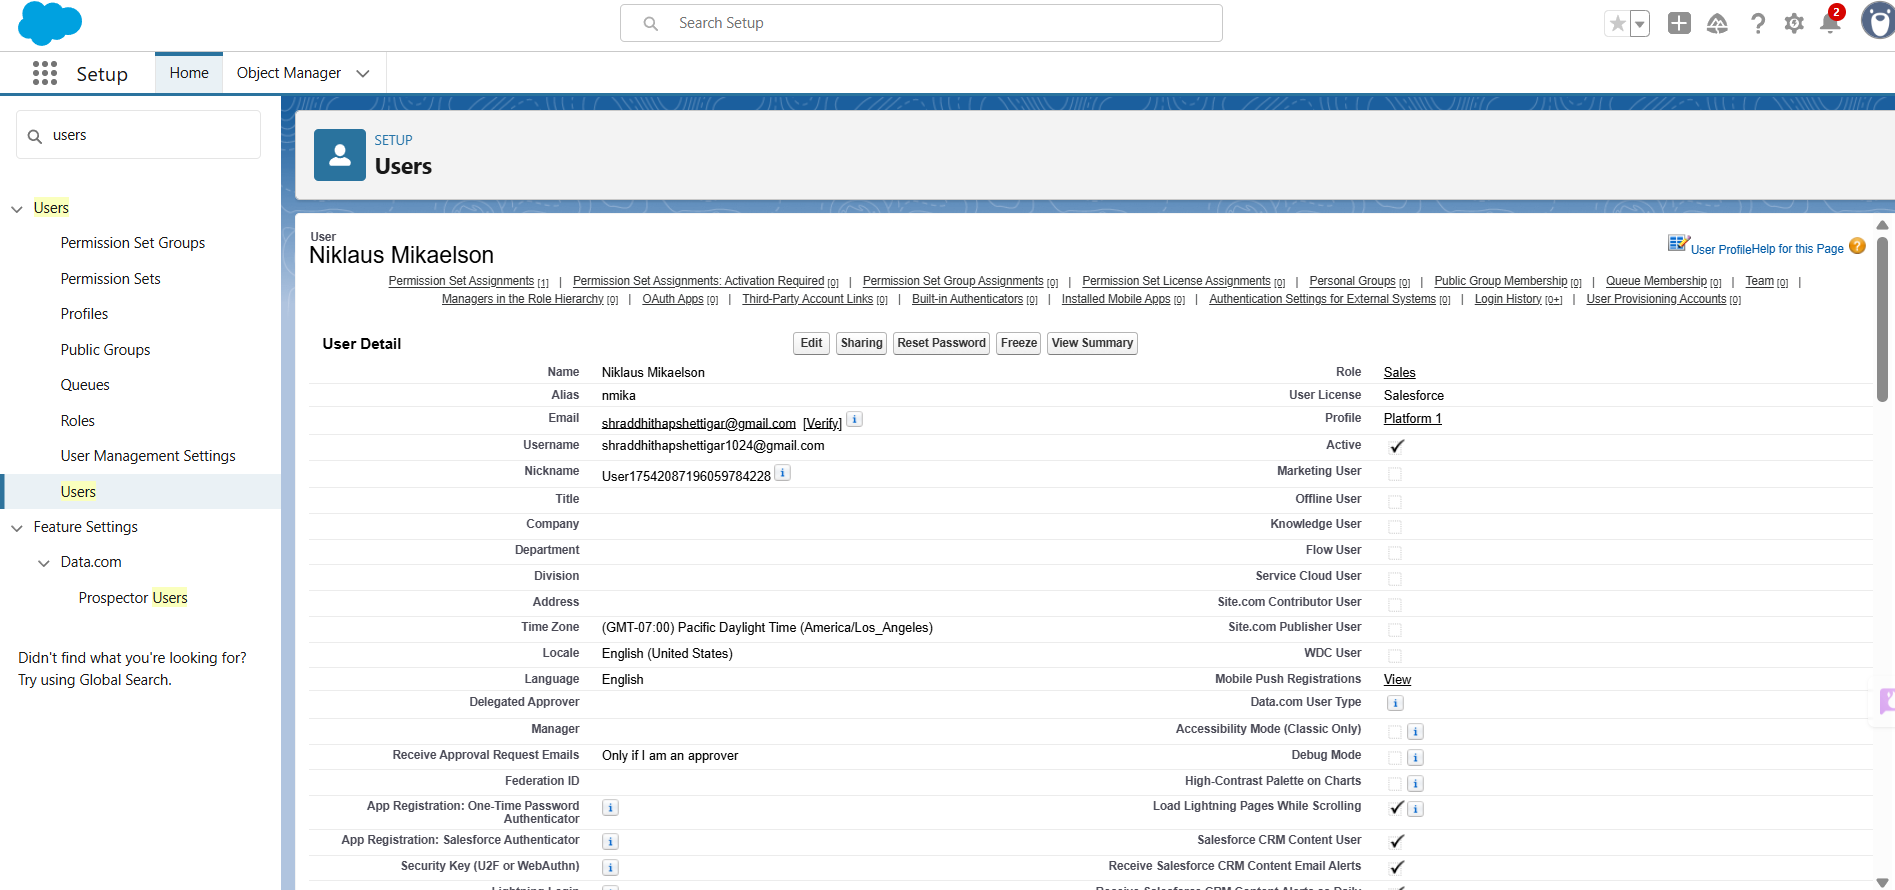 Search Setup
2
Setup
Home
Object Manager
users
Users
Permission Set Groups
Permission Sets
Profiles
Public Groups
Queues
Roles
User Management Settings
Users
Feature Settings
Data.com
Prospector Users
Didn't find what you're looking for?
Try using Global Search.
SETUP
Users
User
Niklaus Mikaelson
User Profile Help for this Page ?
Permission Set Assignments [1] | Permission Set Assignments: Activation Required [0] | Permission Set Group Assignments [0] | Permission Set License Assignments [0] | Personal Groups [0] | Public Group Membership [0] | Queue Membership [0] | Team [0] |
Managers in the Role Hierarchy [0] | OAuth Apps [0] | Third-Party Account Links [0] | Built-in Authenticators [0] | Installed Mobile Apps [0] | Authentication Settings for External Systems [0] | Login History [0+] | User Provisioning Accounts [0]
User Detail
Edit Sharing Reset Password Freeze View Summary
Name Niklaus Mikaelson Role Sales
Alias nmika User License Salesforce
Email shraddhithapshettigar@gmail.com [Verify] i Profile Platform 1
Username shraddhithapshettigar1024@gmail.com Active
Nickname User17542087196059784228 i Marketing User
Title Offline User
Company Knowledge User
Department Flow User
Division Service Cloud User
Address Site.com Contributor User
Time Zone (GMT-07:00) Pacific Daylight Time (America/Los_Angeles) Site.com Publisher User
Locale English (United States) WDC User
Language English Mobile Push Registrations View
Delegated Approver Data.com User Type i
Manager Accessibility Mode (Classic Only) i
Receive Approval Request Emails Only if I am an approver Debug Mode i
Federation ID High-Contrast Palette on Charts i
App Registration: One-Time Password
Authenticator i Load Lightning Pages While Scrolling i
App Registration: Salesforce Authenticator i Salesforce CRM Content User
Security Key (U2F or WebAuthn) i Receive Salesforce CRM Content Email Alerts